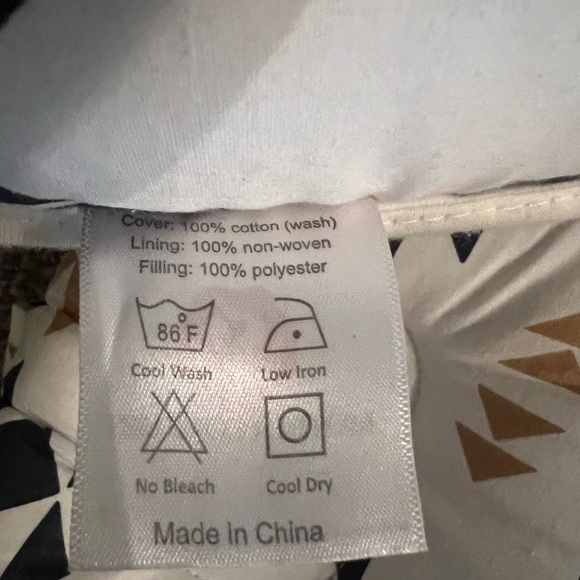 Cover: 100% cotton (wash)
Lining: 100% non-woven
Filling: 100% polyester
86°F
Cool Wash
Low Iron
No Bleach
Cool Dry
Made In China